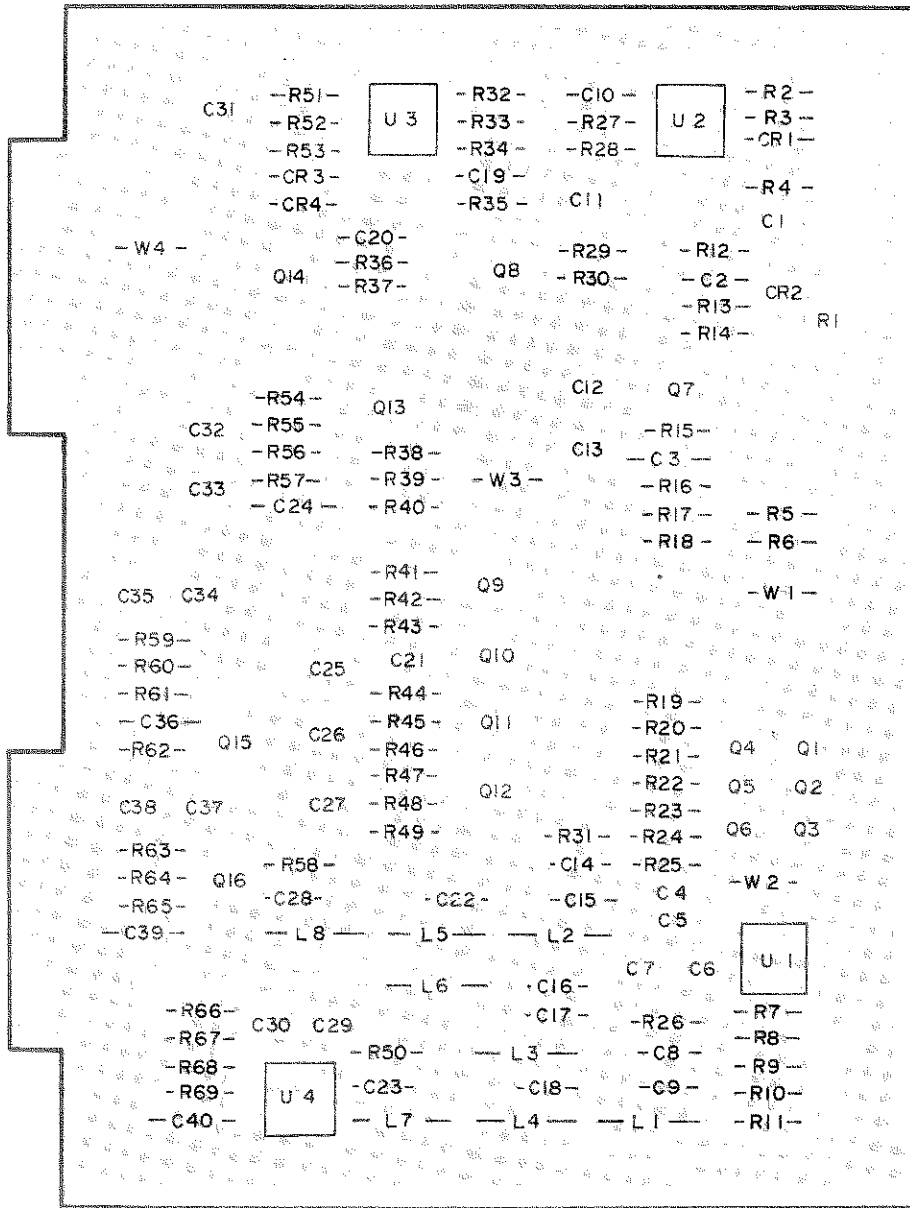 C31 -R51- U 3 -R32- -C10- U 2 -R2-
-R52- -R33- -R27- -R3-
-R53- -R34- -R28- -CR1-
-CR3- -C19-
-CR4- -R35- C11 -R4-
C1
-W4- -C20- -R29- -R12-
Q14 -R36- Q8 -R30- -C2- CR2
-R37- -R13- R1
-R14-
C12 Q7
-R54- Q13
C32 -R55- -R15-
-R56- -R38- C13 -C3-
C33 -R57- -R39- -W3- -R16-
-C24- -R40- -R17- -R5-
-R18- -R6-
-R41- Q9
C35 C34 -R42- -W1-
-R43-
-R59-
-R60- C25 C21 Q10
-R61- -R44- -R19-
-C36- -R45- Q11 -R20-
-R62- Q15 C26 -R46- -R21- Q4 Q1
-R47- -R22- Q5 Q2
C38 C37 C27 -R48- Q12 -R23-
-R49- -R31- -R24- Q6 Q3
-R63- -R58- -C14- -R25-
-R64- Q16 -W2-
-R65- -C28- -C22- -C15- C4
C5
-C39- -L8- -L5- -L2-
U 1
C7 C6
-L6- -C16-
-R66- -C17- -R26- -R7-
C30 C29
-R67- -R8-
-R50- -L3- -C8-
-R68- -R9-
-R69- U 4 -C23- -C18- -C9- -R10-
-C40- -L7- -L4- -L1- -R11-